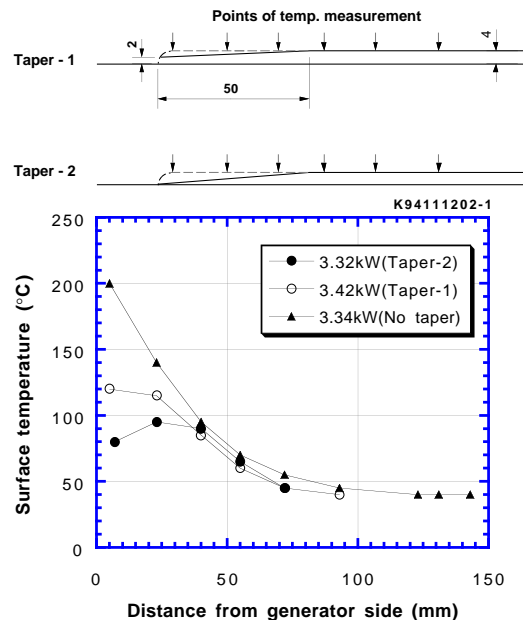 Points of temp. measurement
2
4
Taper - 1
50
Taper - 2
K94111202-1
250
200
150
100
50
0
Surface temperature (°C)
3.32kW(Taper-2)
3.42kW(Taper-1)
3.34kW(No taper)
0 50 100 150
Distance from generator side (mm)